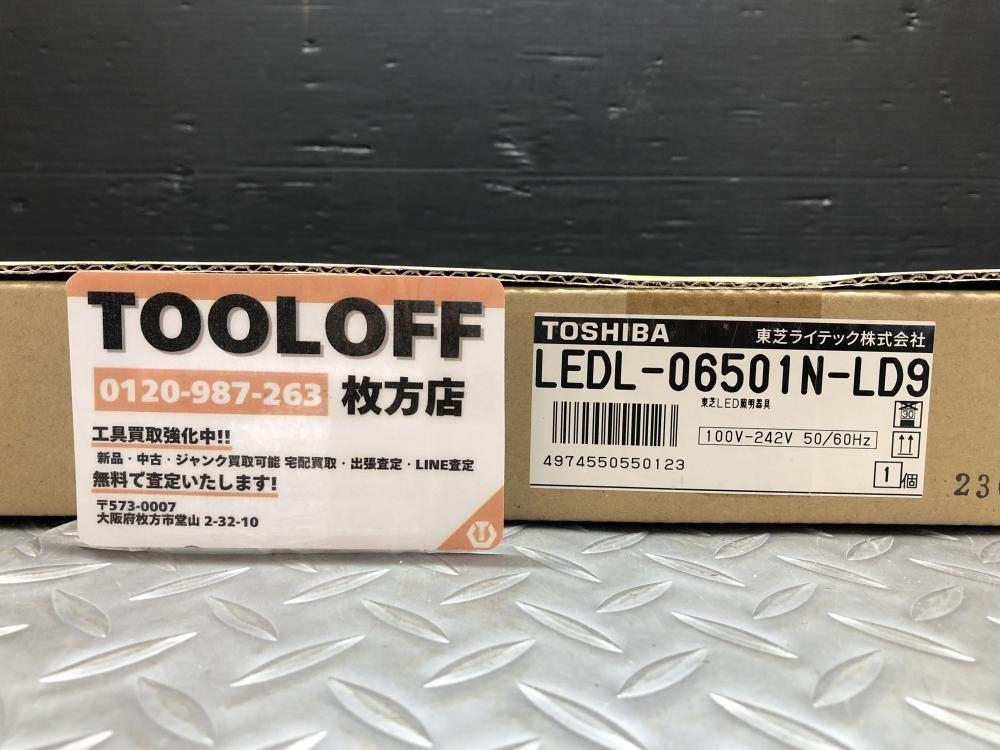 TOOLOFF
0120-987-263 枚方店
工具買取強化中!!
新品・中古・ジャンク買取可能 宅配買取・出張査定・LINE査定
無料で査定いたします!
〒573-0007
大阪府枚方市堂山 2-32-10
TOSHIBA 東芝ライテック株式会社
LEDL-06501N-LD9
東芝LED照明器具
100V-242V 50/60Hz
4974550550123
30
1個
230